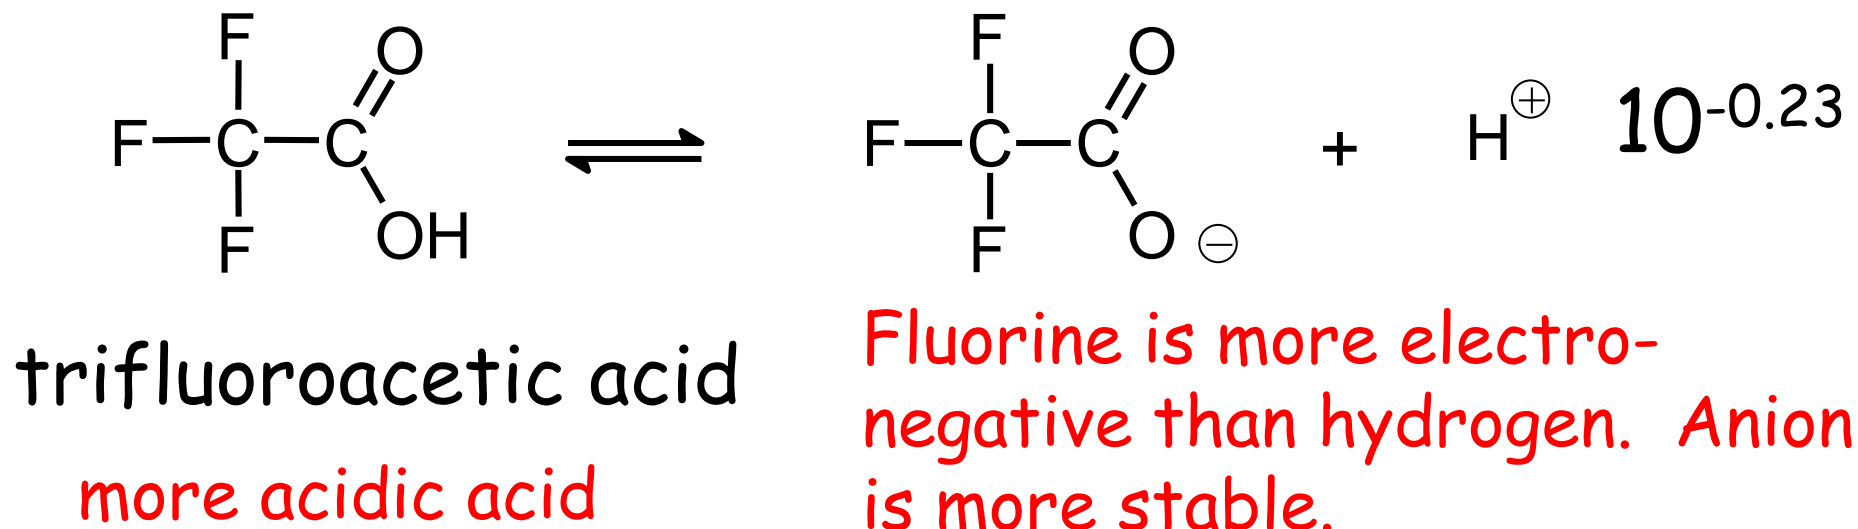 F F
O O
F C C F C C + H⊕ 10^-0.23
F F
OH O ⊖
trifluoroacetic acid
more acidic acid
Fluorine is more electro-
negative than hydrogen. Anion
is more stable.